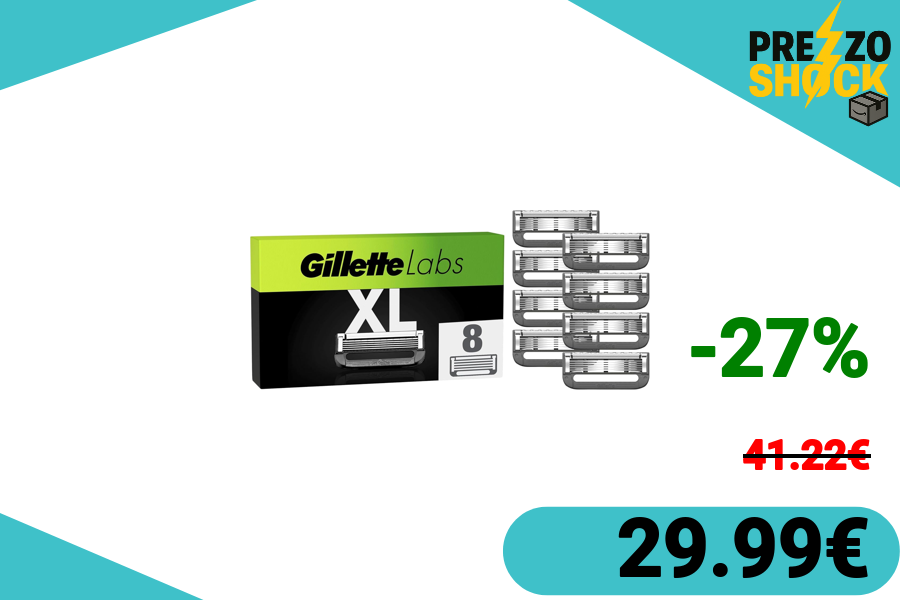 PREZZO
SHOCK
GilletteLabs
XL
8
-27%
41.22€
29.99€